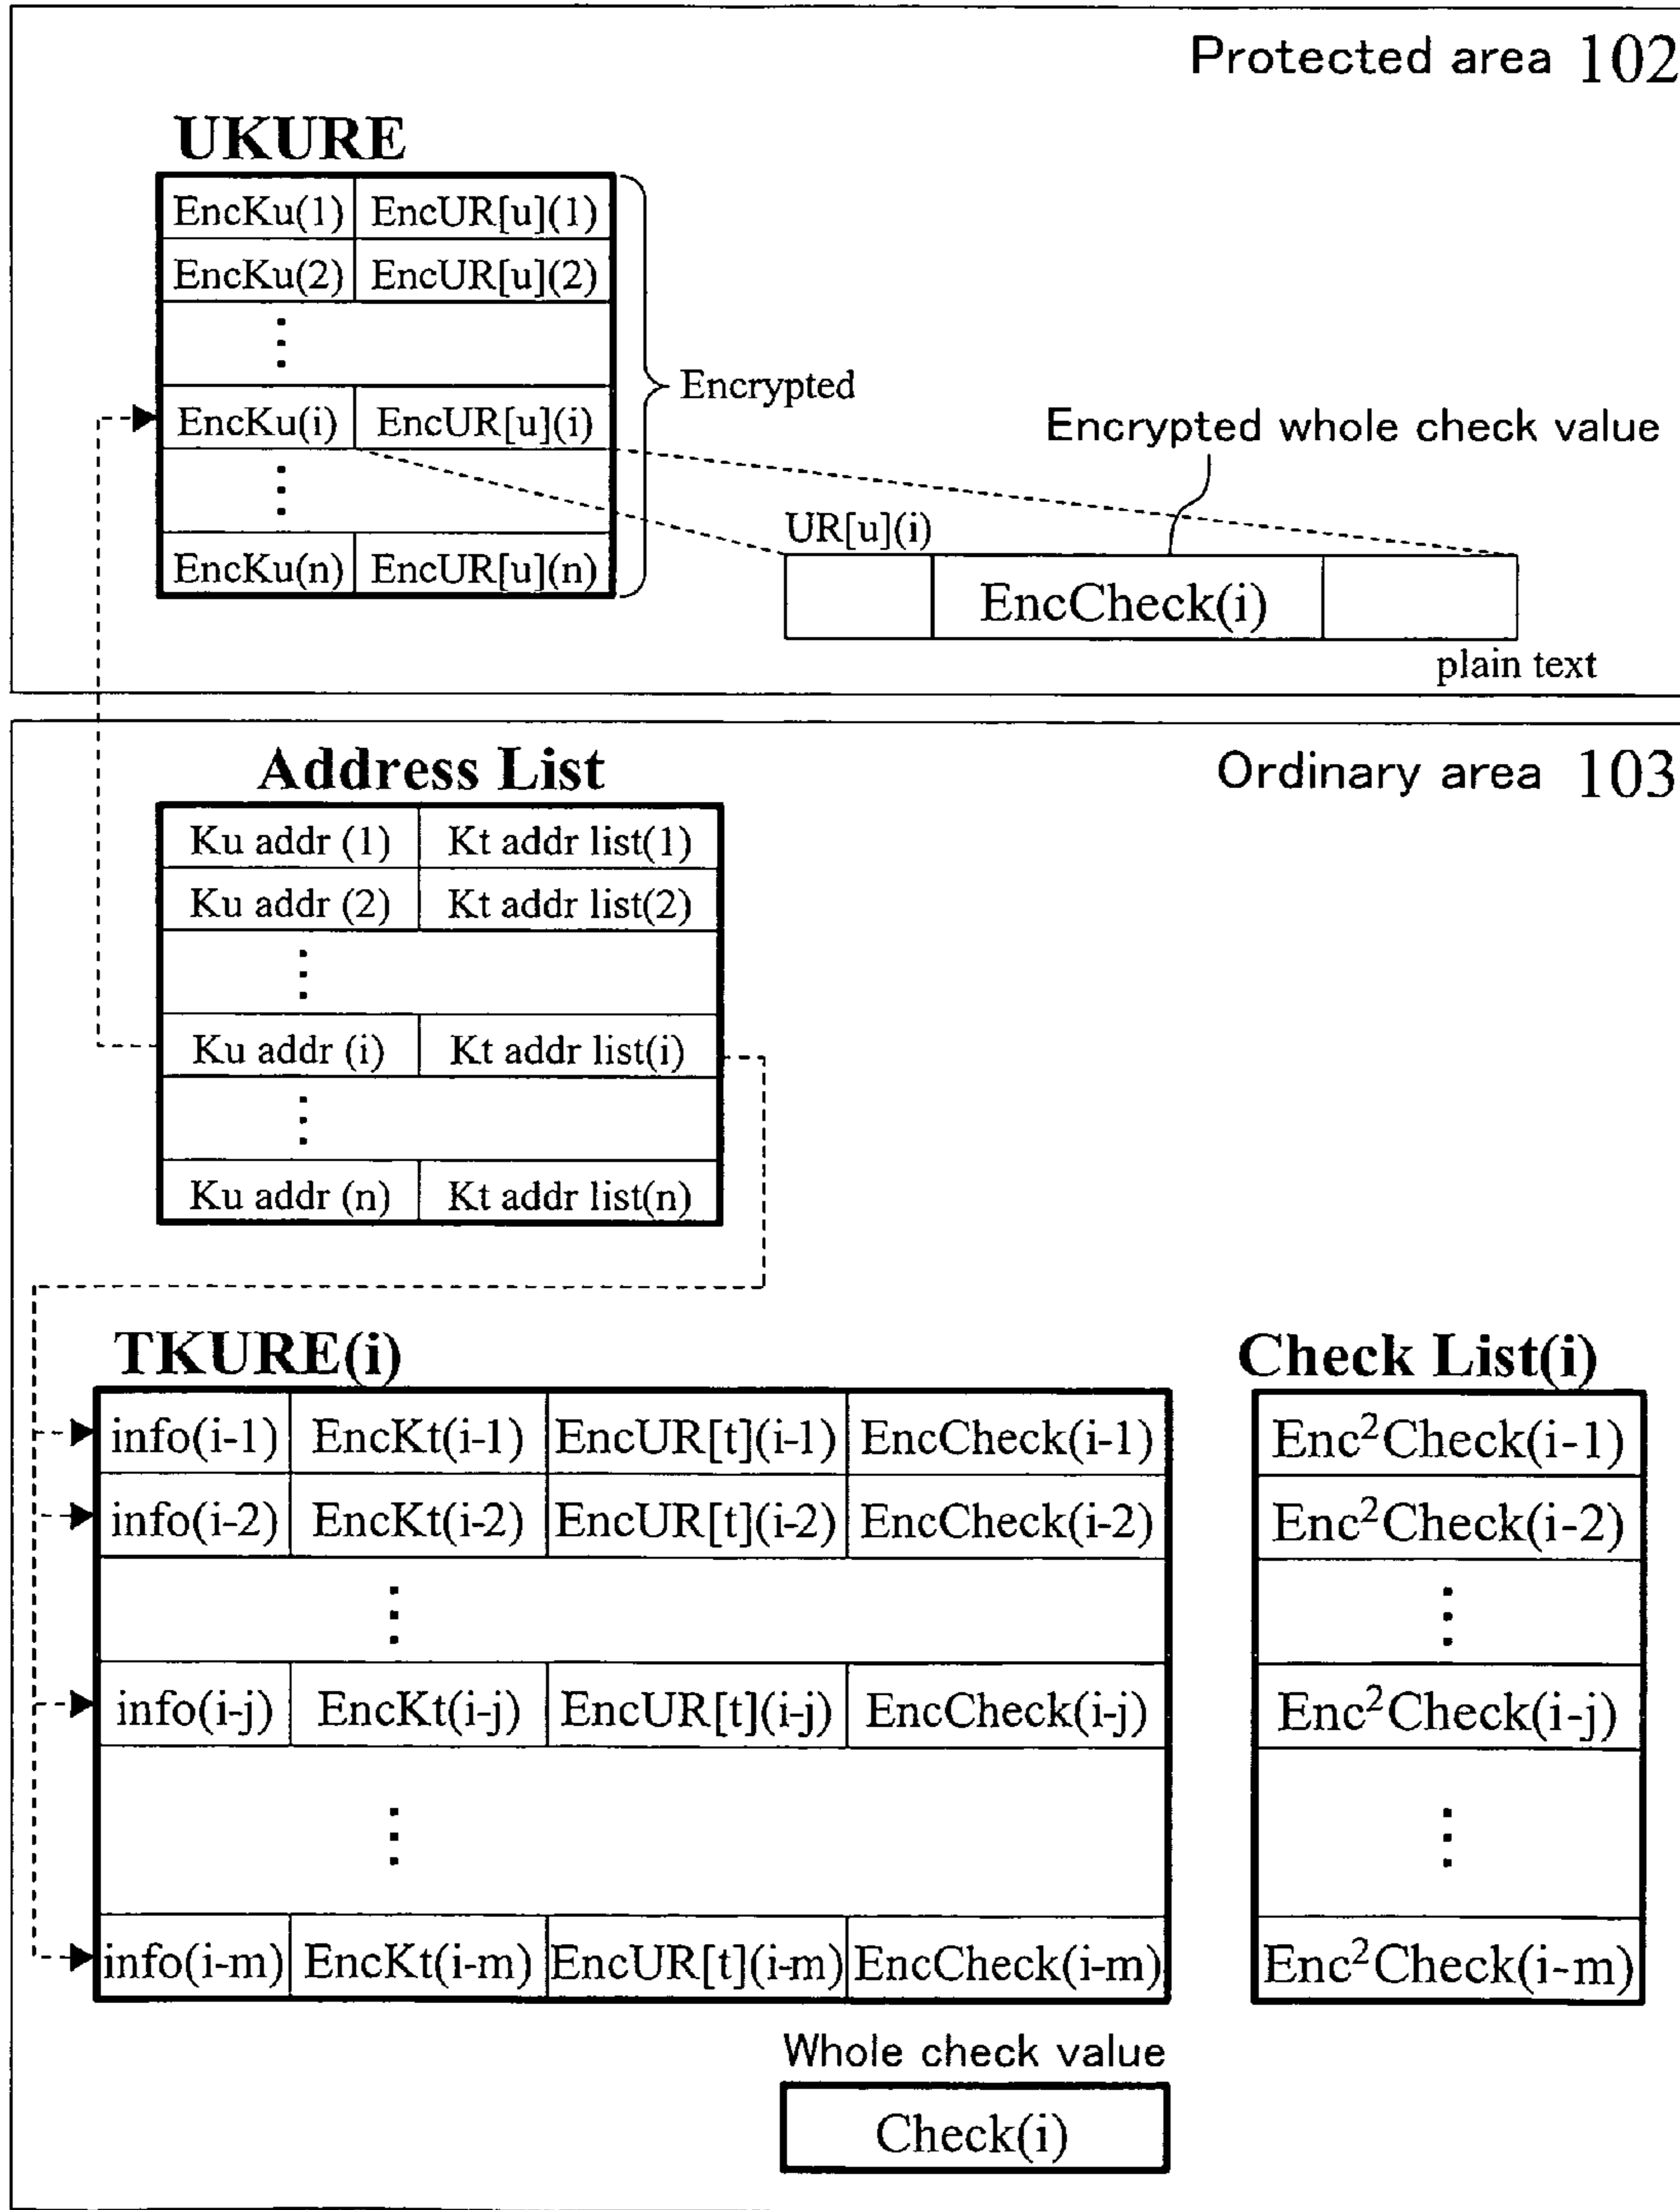 Protected area 102
UKURE
EncKu(1) EncUR[u](1)
EncKu(2) EncUR[u](2)
Encrypted
EncKu(i) EncUR[u](i)
Encrypted whole check value
UR[u](i)
EncKu(n) EncUR[u](n)
EncCheck(i)
plain text
Address List
Ordinary area 103
Ku addr (1) Kt addr list(1)
Ku addr (2) Kt addr list(2)
Ku addr (i) Kt addr list(i)
Ku addr (n) Kt addr list(n)
TKURE(i)
Check List(i)
info(i-1) EncKt(i-1) EncUR[t](i-1) EncCheck(i-1) Enc²Check(i-1)
info(i-2) EncKt(i-2) EncUR[t](i-2) EncCheck(i-2) Enc²Check(i-2)
info(i-j) EncKt(i-j) EncUR[t](i-j) EncCheck(i-j) Enc²Check(i-j)
info(i-m) EncKt(i-m) EncUR[t](i-m) EncCheck(i-m) Enc²Check(i-m)
Whole check value
Check(i)